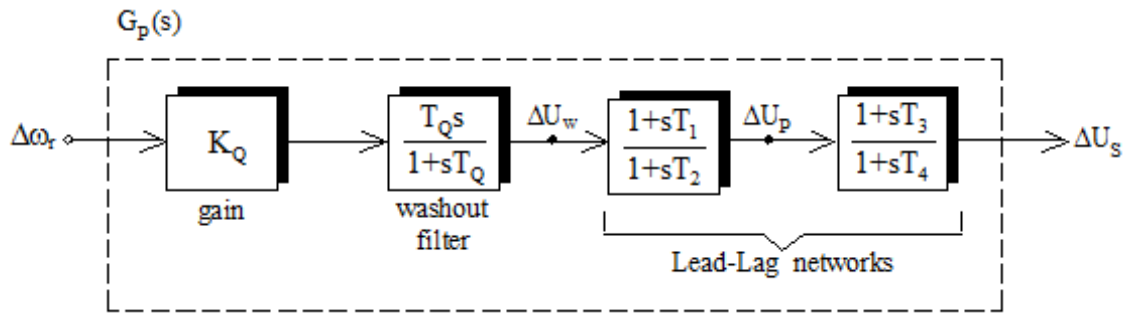 Gp(s)
Δωr
KQ
gain
TQs
1+sTQ
washout
filter
ΔUw
1+sT1
1+sT2
ΔUp
1+sT3
1+sT4
ΔUS
Lead-Lag networks